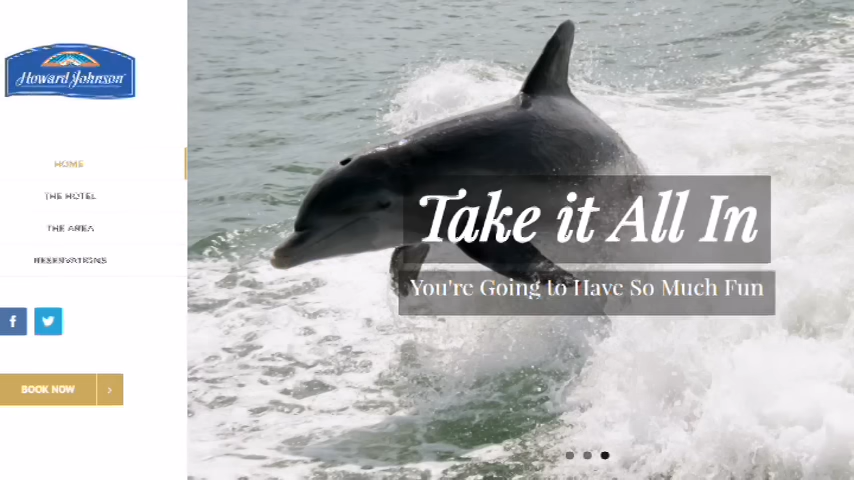 Howard Johnson
HOME
THE HOTEL
THE AREA
RESERVATIONS
f
BOOK NOW >
Take it All In
You're Going to Have So Much Fun